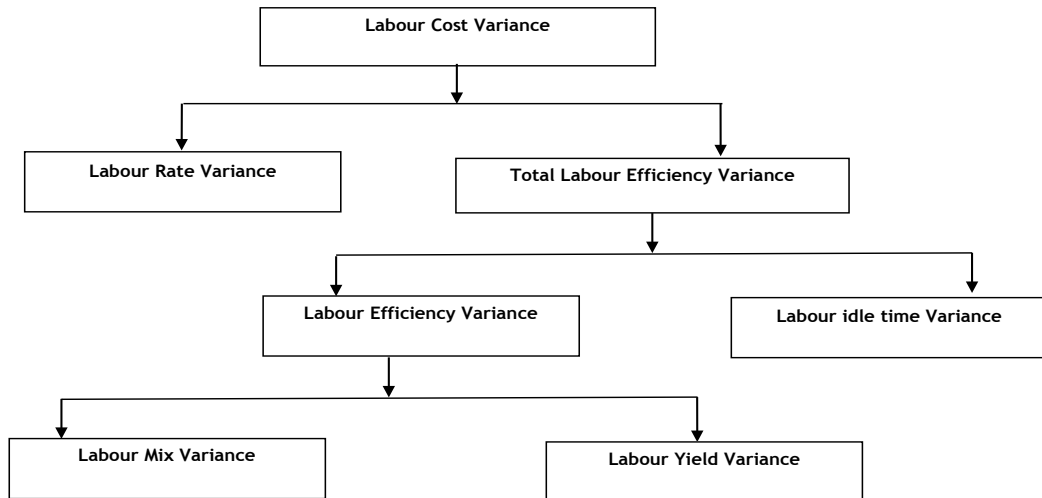 Labour Cost Variance
Labour Rate Variance
Total Labour Efficiency Variance
Labour Efficiency Variance
Labour idle time Variance
Labour Mix Variance
Labour Yield Variance